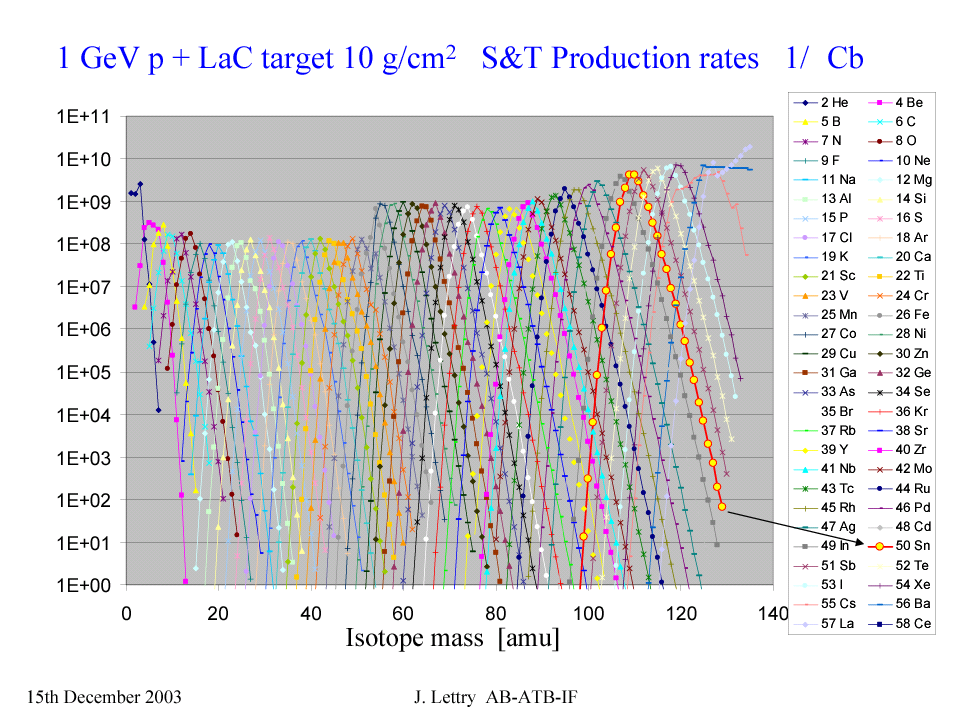 1 GeV p + LaC target 10 g/cm² S&T Production rates 1/ Cb
1E+11
1E+10
1E+09
1E+08
1E+07
1E+06
1E+05
1E+04
1E+03
1E+02
1E+01
1E+00
0 20 40 60 80 100 120 140
Isotope mass [amu]
2 He 4 Be
5 B 6 C
7 N 8 O
9 F 10 Ne
11 Na 12 Mg
13 Al 14 Si
15 P 16 S
17 Cl 18 Ar
19 K 20 Ca
21 Sc 22 Ti
23 V 24 Cr
25 Mn 26 Fe
27 Co 28 Ni
29 Cu 30 Zn
31 Ga 32 Ge
33 As 34 Se
35 Br 36 Kr
37 Rb 38 Sr
39 Y 40 Zr
41 Nb 42 Mo
43 Tc 44 Ru
45 Rh 46 Pd
47 Ag 48 Cd
49 In 50 Sn
51 Sb 52 Te
53 I 54 Xe
55 Cs 56 Ba
57 La 58 Ce
15th December 2003 J. Lettry AB-ATB-IF